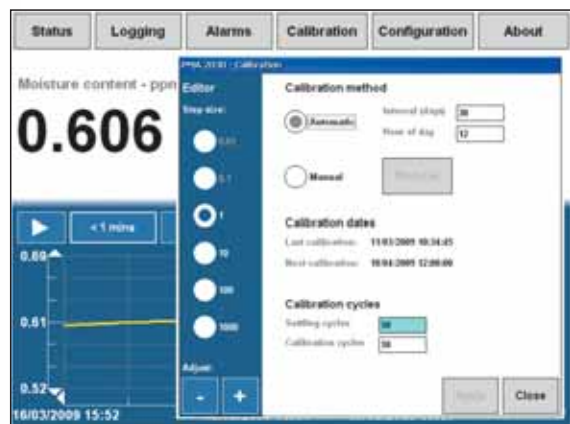 Status Logging Alarms Calibration Configuration About
Moisture content - ppm
0.606
< 1 mins
0.69
0.61
0.52
16/03/2009 15:52
Calibration
Editor
Step size:
0.01
0.1
1
10
100
1000
Adjust:
- +
Calibration method
Automatic
Interval (days) 30
Hour of day 12
Manual
Calibration dates
Last calibration: 11/03/2009 10:34:45
Next calibration: 10/04/2009 12:00:00
Calibration cycles
Settling cycles 50
Calibration cycles 50
Apply Close